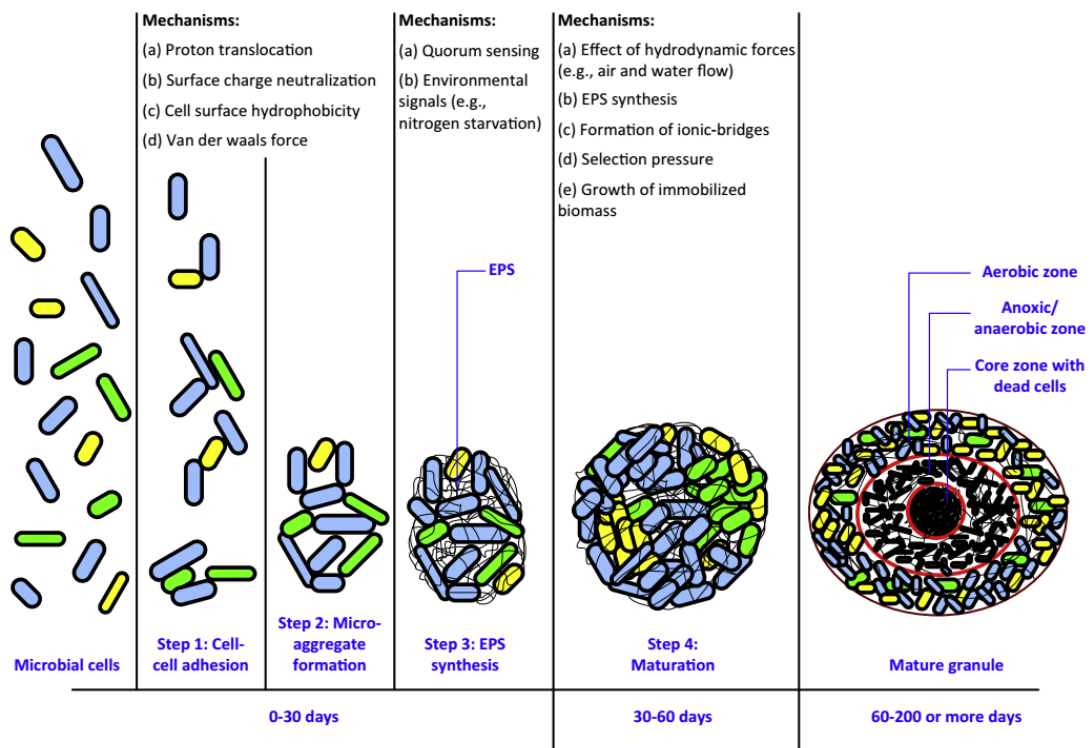 Mechanisms:
(a) Proton translocation
(b) Surface charge neutralization
(c) Cell surface hydrophobicity
(d) Van der waals force
Mechanisms:
(a) Quorum sensing
(b) Environmental
signals (e.g.,
nitrogen starvation)
Mechanisms:
(a) Effect of hydrodynamic forces
(e.g., air and water flow)
(b) EPS synthesis
(c) Formation of ionic-bridges
(d) Selection pressure
(e) Growth of immobilized
biomass
EPS
Aerobic zone
Anoxic/
anaerobic zone
Core zone with
dead cells
Microbial cells
Step 1: Cell-
cell adhesion
Step 2: Micro-
aggregate
formation
Step 3: EPS
synthesis
Step 4:
Maturation
Mature granule
0-30 days
30-60 days
60-200 or more days